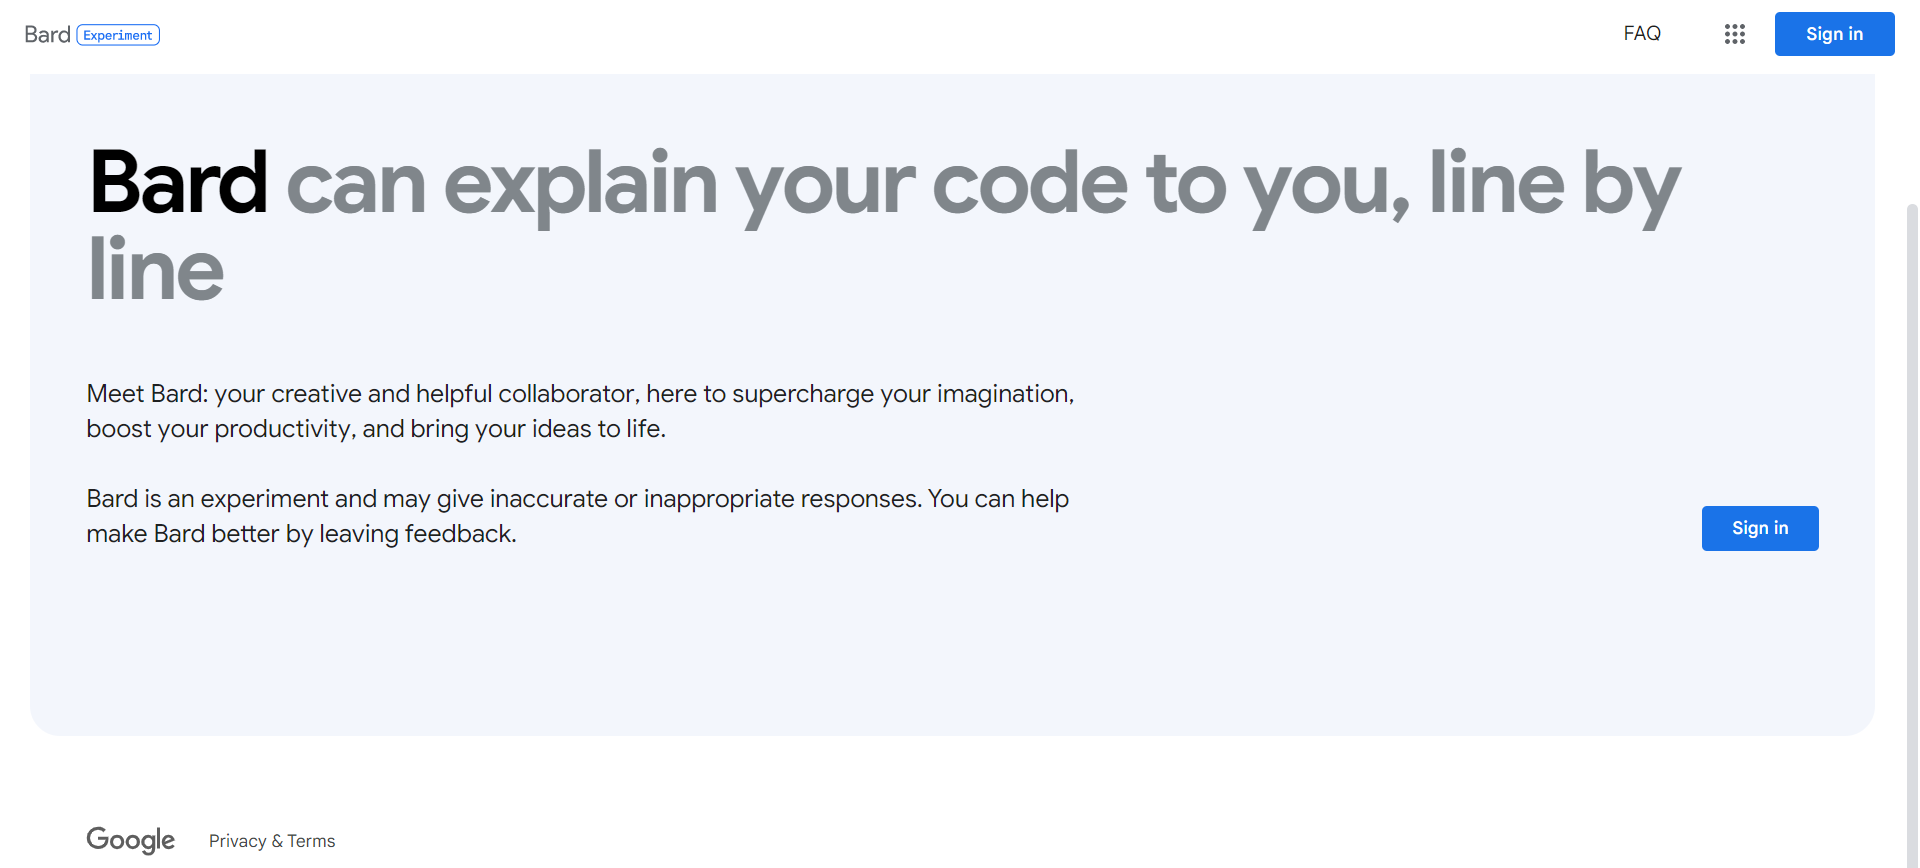 Bard Experiment
FAQ
Sign in
Bard can explain your code to you, line by
line
Meet Bard: your creative and helpful collaborator, here to supercharge your imagination,
boost your productivity, and bring your ideas to life.
Bard is an experiment and may give inaccurate or inappropriate responses. You can help
make Bard better by leaving feedback.
Sign in
Google Privacy & Terms